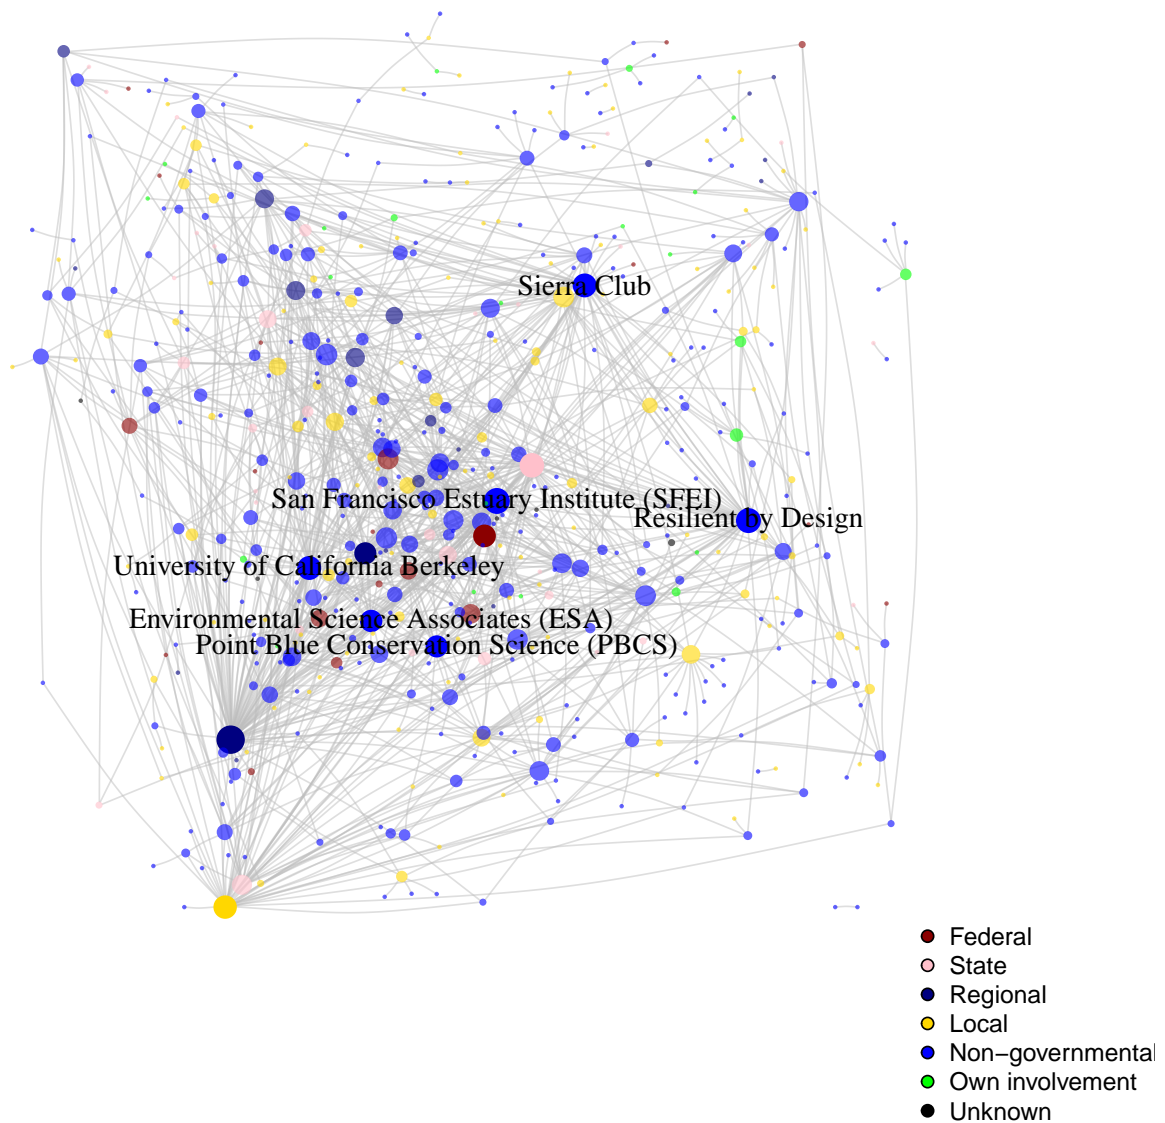 Sierra Club
San Francisco Estuary Institute (SFEI)
Resilient by Design
University of California Berkeley
Environmental Science Associates (ESA)
Point Blue Conservation Science (PBCS)
Federal
State
Regional
Local
Non−governmental
Own involvement
Unknown